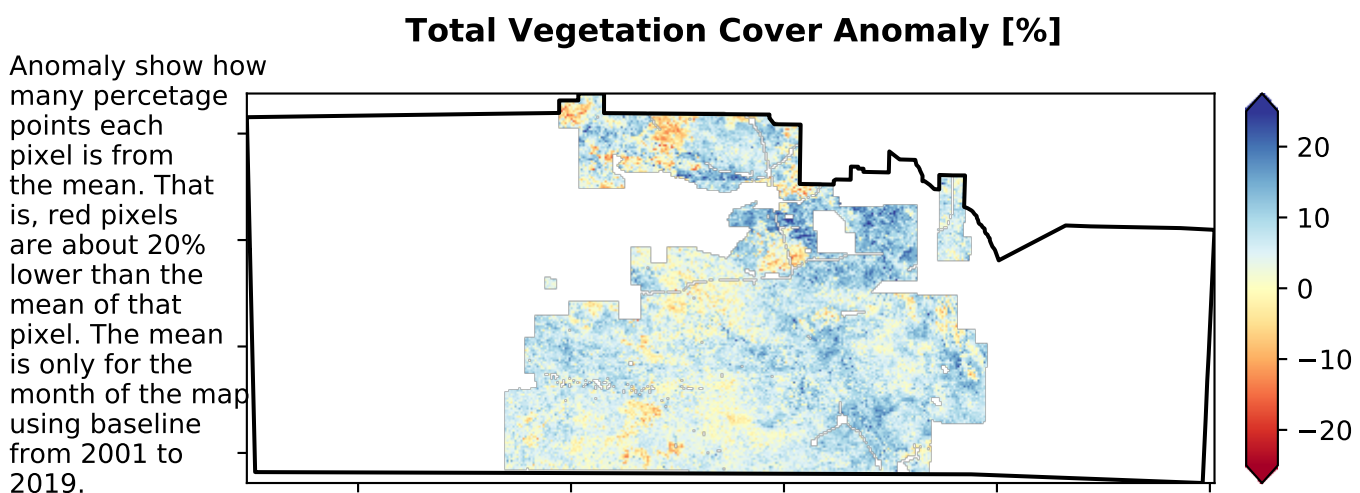 Total Vegetation Cover Anomaly [%]
Anomaly show how
many percetage
points each
pixel is from
the mean. That
is, red pixels
are about 20%
lower than the
mean of that
pixel. The mean
is only for the
month of the map
using baseline
from 2001 to
2019.
20
10
0
−10
−20